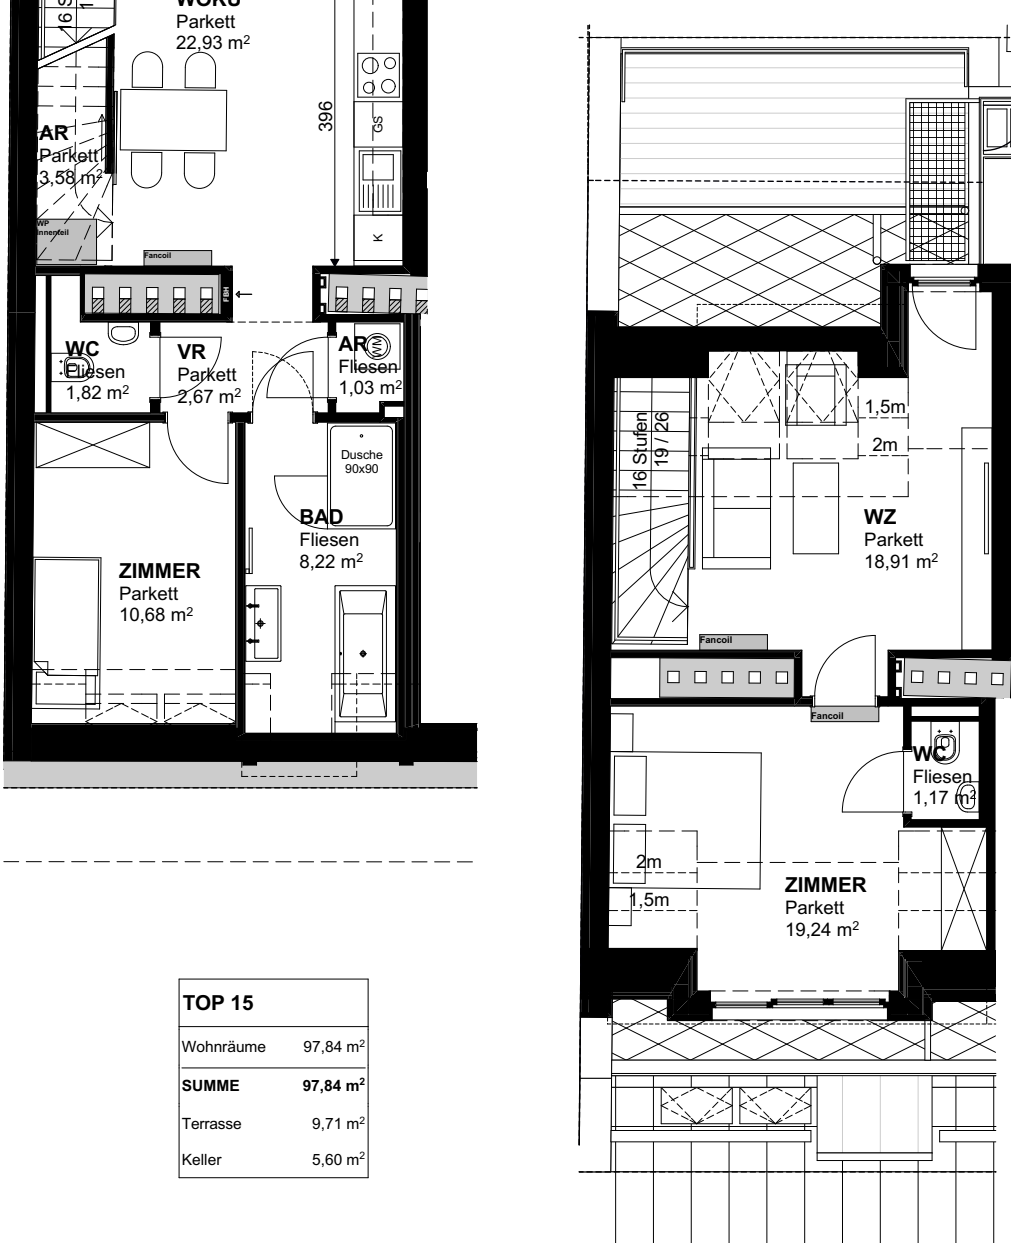 WOKÜ
Parkett
22,93 m²
396
GS
K
AR
Parkett
3,58 m²
WP
Innenteil
Fancoil
FBH
WC
Fliesen
1,82 m²
VR
Parkett
2,67 m²
AR
Fliesen
1,03 m²
WM
Dusche
90x90
BAD
Fliesen
8,22 m²
ZIMMER
Parkett
10,68 m²
TOP 15
Wohnräume 97,84 m²
SUMME 97,84 m²
Terrasse 9,71 m²
Keller 5,60 m²
16 Stufen
19 / 26
1,5m
2m
WZ
Parkett
18,91 m²
Fancoil
Fancoil
WC
Fliesen
1,17 m²
2m
1,5m
ZIMMER
Parkett
19,24 m²